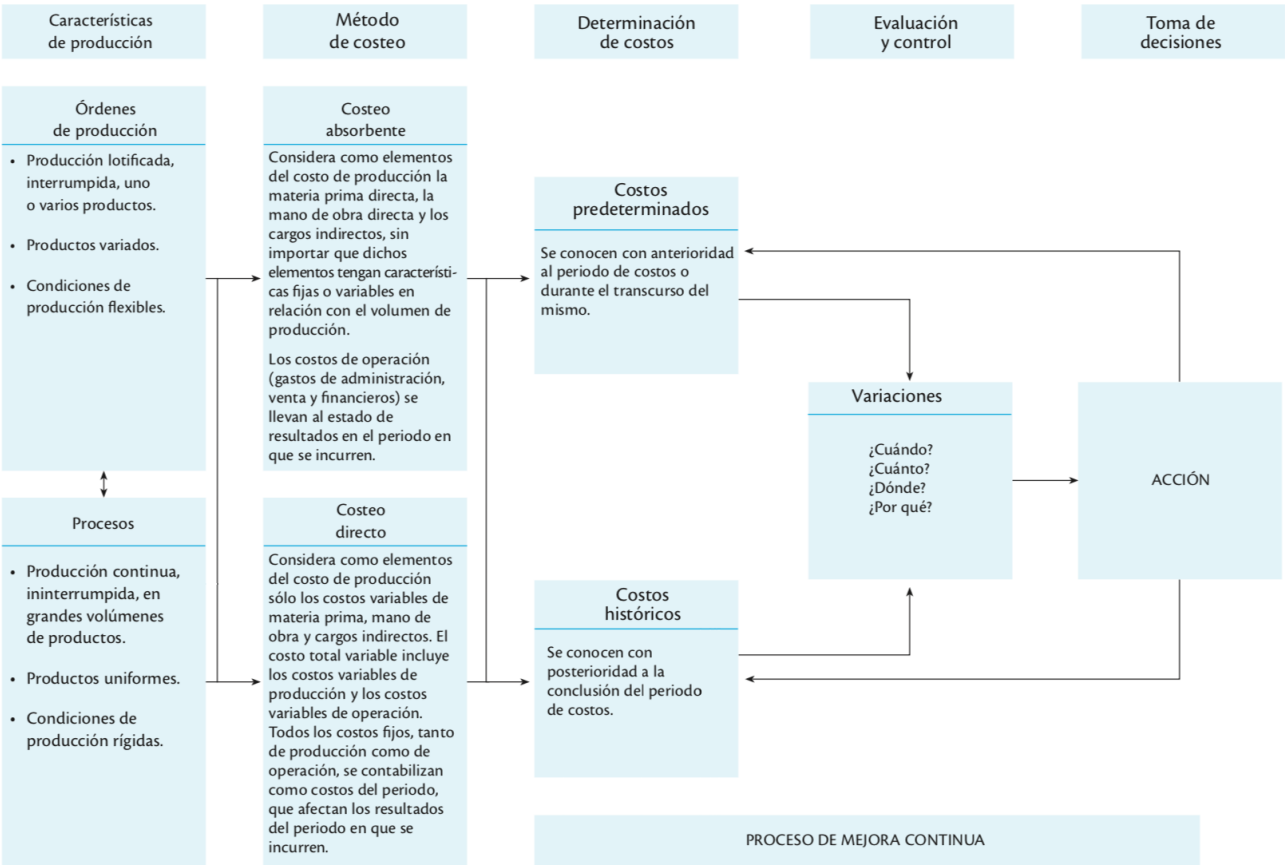 Características
de producción
Método
de costeo
Determinación
de costos
Evaluación
y control
Toma de
decisiones
Órdenes
de producción
• Producción lotificada,
interrumpida, uno
o varios productos.
• Productos variados.
• Condiciones de
producción flexibles.
Procesos
• Producción continua,
ininterrumpida, en
grandes volúmenes
de productos.
• Productos uniformes.
• Condiciones de
producción rígidas.
Costeo
absorbente
Considera como elementos
del costo de producción la
materia prima directa, la
mano de obra directa y los
cargos indirectos, sin
importar que dichos
elementos tengan característi-
cas fijas o variables en
relación con el volumen de
producción.
Los costos de operación
(gastos de administración,
venta y financieros) se
llevan al estado de
resultados en el periodo en
que se incurren.
Costeo
directo
Considera como elementos
del costo de producción
sólo los costos variables de
materia prima, mano de
obra y cargos indirectos. El
costo total variable incluye
los costos variables de
producción y los costos
variables de operación.
Todos los costos fijos, tanto
de producción como de
operación, se contabilizan
como costos del periodo,
que afectan los resultados
del periodo en que se
incurren.
Costos
predeterminados
Se conocen con anterioridad
al periodo de costos o
durante el transcurso del
mismo.
Costos
históricos
Se conocen con
posterioridad a la
conclusión del periodo
de costos.
Variaciones
¿Cuándo?
¿Cuánto?
¿Dónde?
¿Por qué?
ACCIÓN
PROCESO DE MEJORA CONTINUA